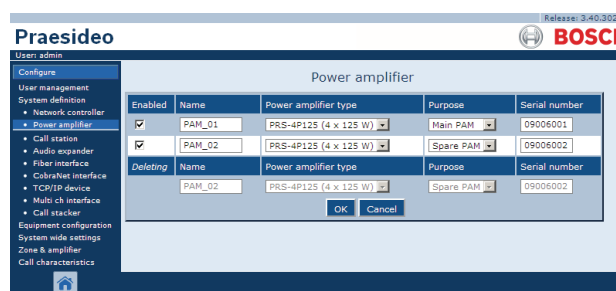 Release: 3.40.302
Praesideo
BOSCH
User: admin
Configure
User management
System definition
• Network controller
• Power amplifier
• Call station
• Audio expander
• Fiber interface
• CobraNet interface
• TCP/IP device
• Multi ch interface
• Call stacker
Equipment configuration
System wide settings
Zone & amplifier
Call characteristics
Power amplifier
Enabled Name Power amplifier type Purpose Serial number
PAM_01 PRS-4P125 (4 x 125 W) Main PAM 09006001
PAM_02 PRS-4P125 (4 x 125 W) Spare PAM 09006002
Deleting Name Power amplifier type Purpose Serial number
PAM_02 PRS-4P125 (4 x 125 W) Spare PAM 09006002
OK Cancel